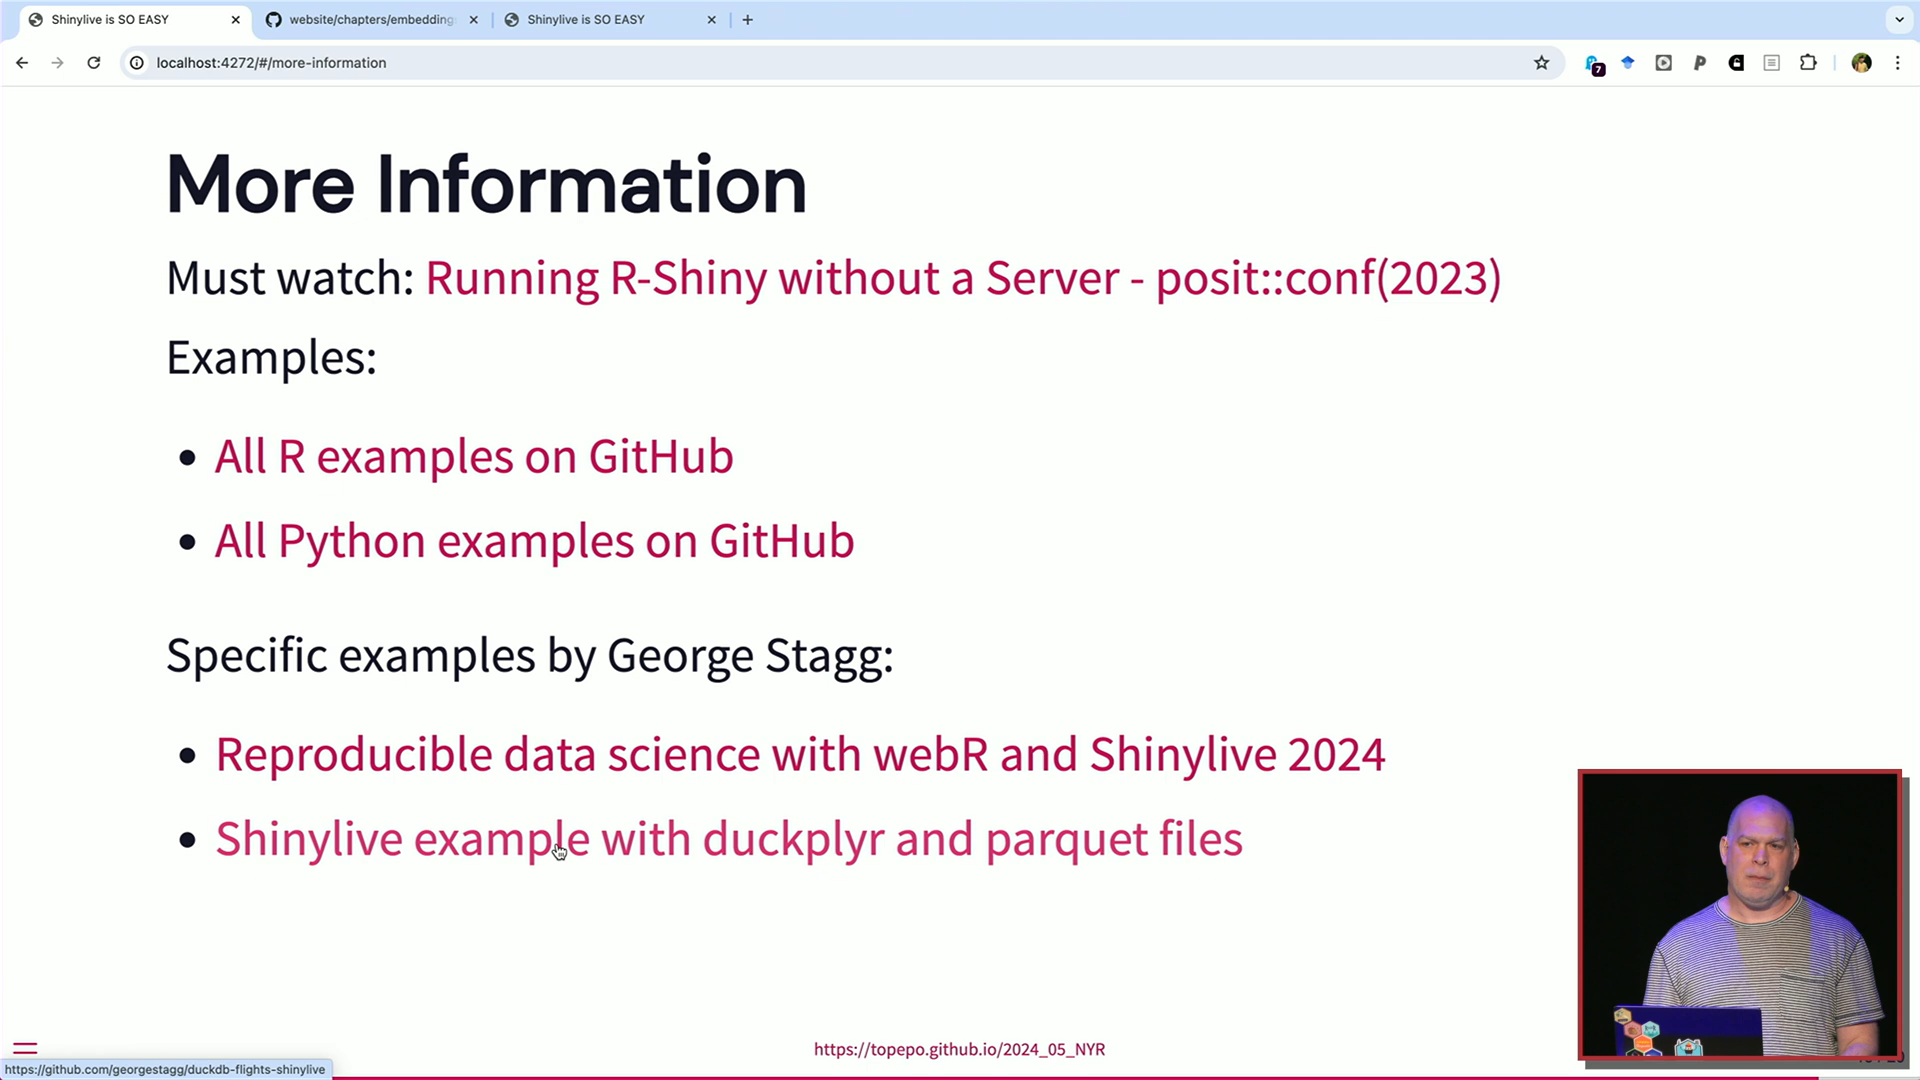 Shinylive is SO EASY
website/chapters/embedding
Shinylive is SO EASY
localhost:4272/#/more-information
7
More Information
Must watch: Running R-Shiny without a Server - posit::conf(2023)
Examples:
All R examples on GitHub
All Python examples on GitHub
Specific examples by George Stagg:
Reproducible data science with webR and Shinylive 2024
Shinylive example with duckplyr and parquet files
https://topepo.github.io/2024_05_NYR
https://github.com/georgestagg/duckdb-flights-shinylive